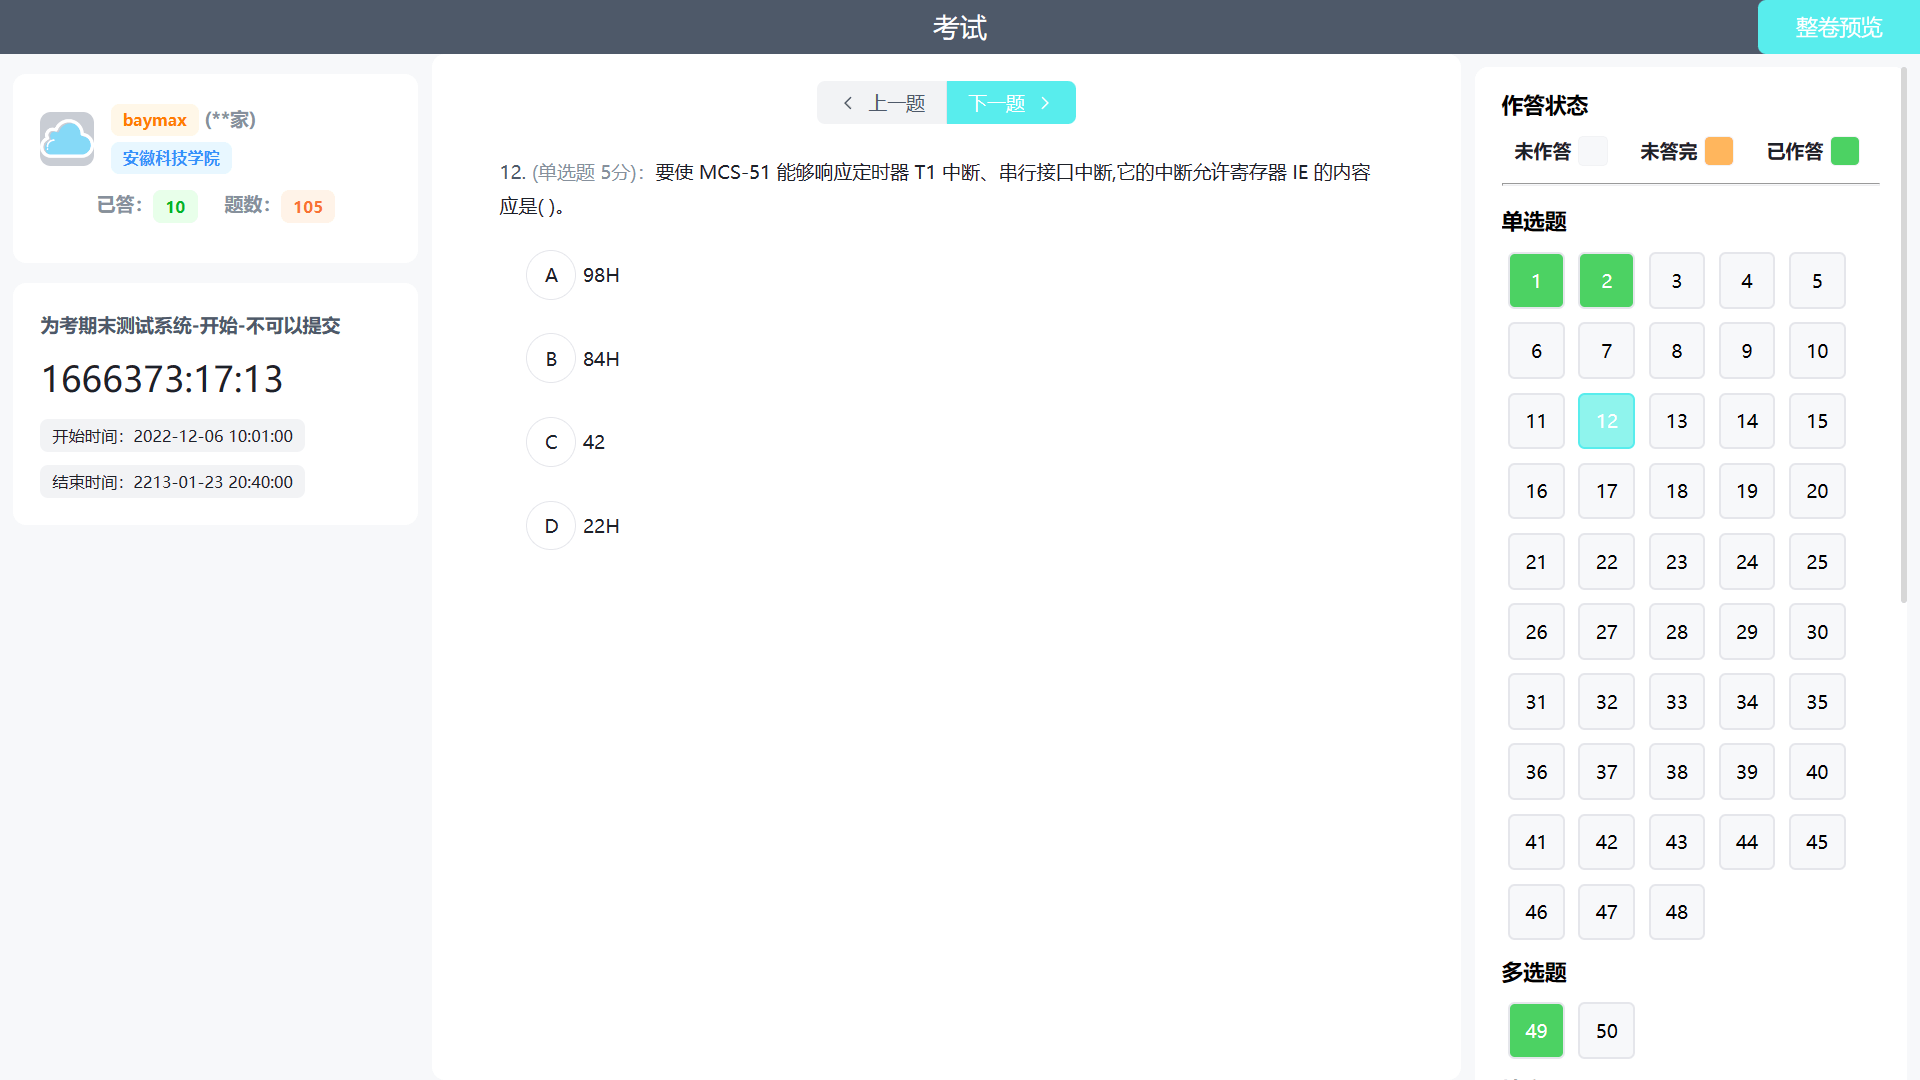 考试
整卷预览
baymax (**家)
安徽科技学院
已答： 10 题数： 105
为考期末测试系统-开始-不可以提交
1666373:17:13
开始时间：2022-12-06 10:01:00
结束时间：2213-01-23 20:40:00
上一题 下一题
12. (单选题 5分)：要使 MCS-51 能够响应定时器 T1 中断、串行接口中断,它的中断允许寄存器 IE 的内容
应是( )。
A 98H
B 84H
C 42
D 22H
作答状态
未作答 未答完 已作答
单选题
1 2 3 4 5
6 7 8 9 10
11 12 13 14 15
16 17 18 19 20
21 22 23 24 25
26 27 28 29 30
31 32 33 34 35
36 37 38 39 40
41 42 43 44 45
46 47 48
多选题
49 50